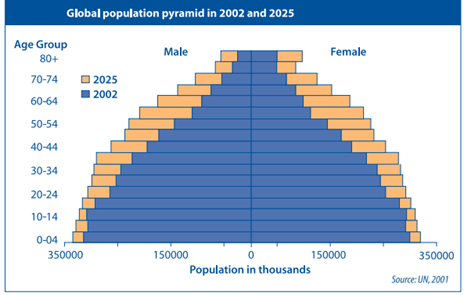 Global population pyramid in 2002 and 2025
Age Group
Male
Female
80+
70-74
60-64
50-54
40-44
30-34
20-24
10-14
0-04
2025
2002
350000 150000 0 150000 350000
Population in thousands
Source: UN, 2001